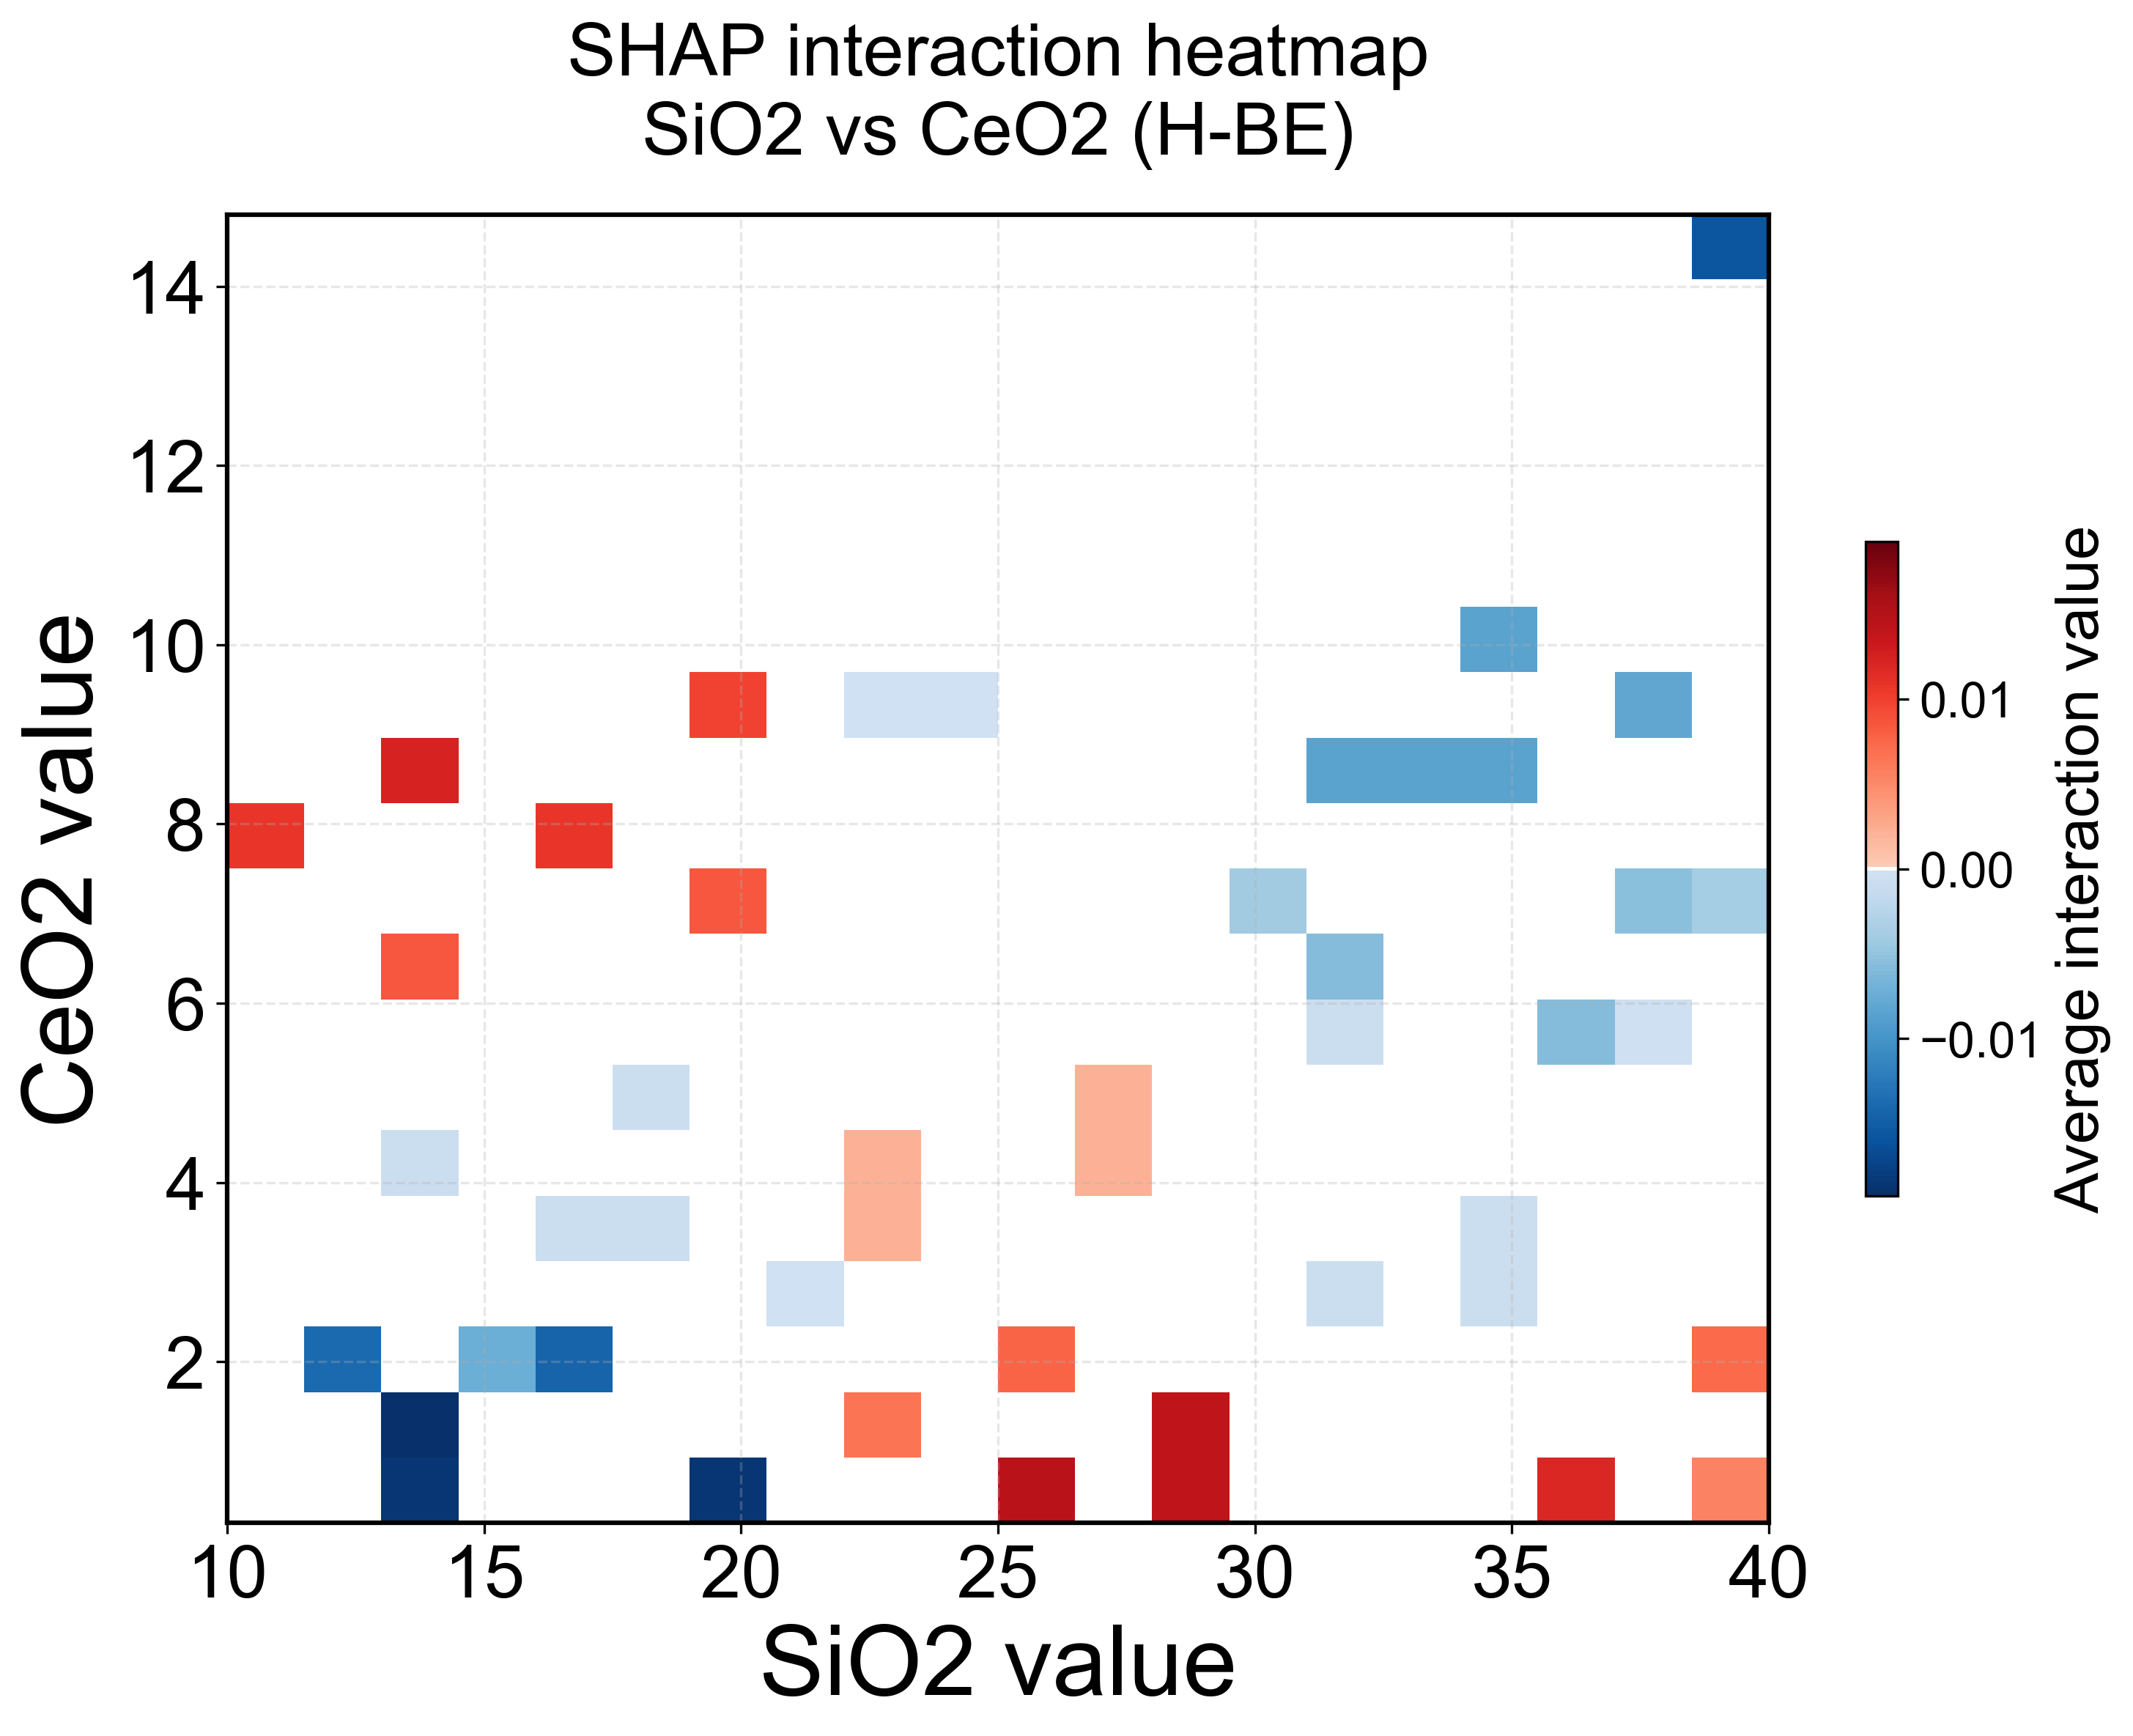 SHAP interaction heatmap
SiO2 vs CeO2 (H-BE)
CeO2 value
14
12
10
8
6
4
2
10 15 20 25 30 35 40
SiO2 value
0.01
0.00
−0.01
Average interaction value